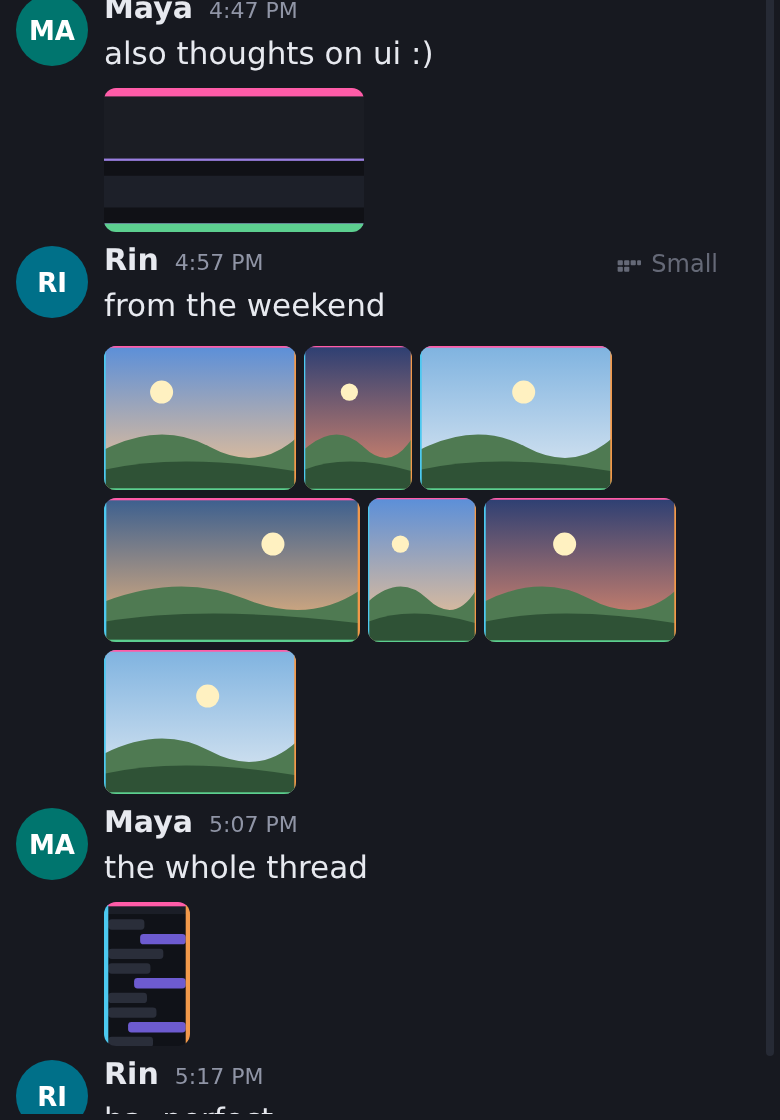 MA
Maya 4:47 PM
also thoughts on ui :)
RI
Rin 4:57 PM
Small
from the weekend
MA
Maya 5:07 PM
the whole thread
RI
Rin 5:17 PM